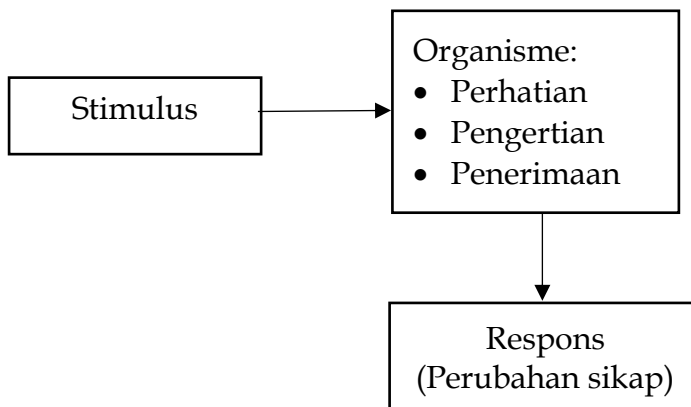 Stimulus
Organisme:
• Perhatian
• Pengertian
• Penerimaan
Respons
(Perubahan sikap)